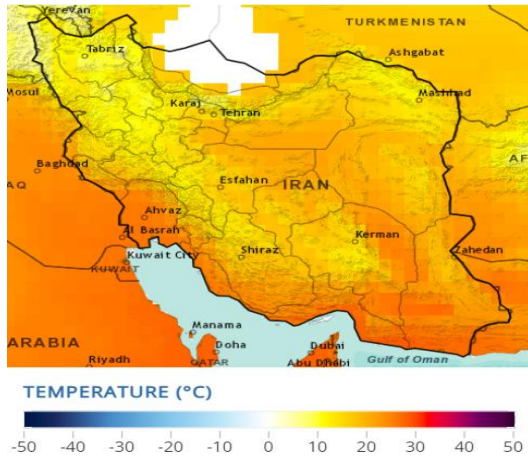 Yerevan
TURKMENISTAN
Tabriz
Ashgabat
Mosul
Mashhad
Karaj
Tehran
AF
Baghdad
Esfahan
IRAN
AQ
Ahvaz
Al Basrah
Kerman
Shiraz
Zahedan
Kuwait City
KUWAIT
Manama
Doha
Dubai
ARABIA
Riyadh
QATAR
Abu Dhabi
Gulf of Oman
TEMPERATURE (°C)
-50 -40 -30 -20 -10 0 10 20 30 40 50